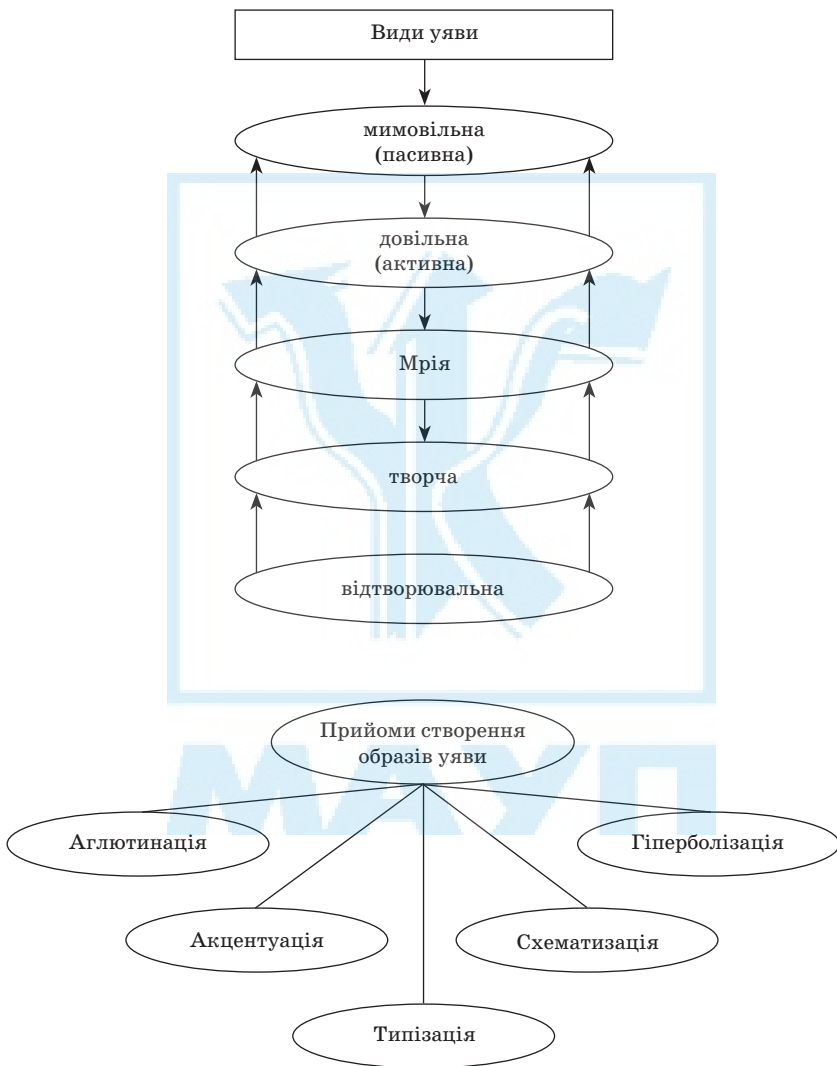 Види уяви
мимовільна
(пасивна)
довільна
(активна)
Мрія
творча
відтворювальна
Прийоми створення
образів уяви
МАУП
Аглютинація
Гіперболізація
Акцентуація
Схематизація
Типізація